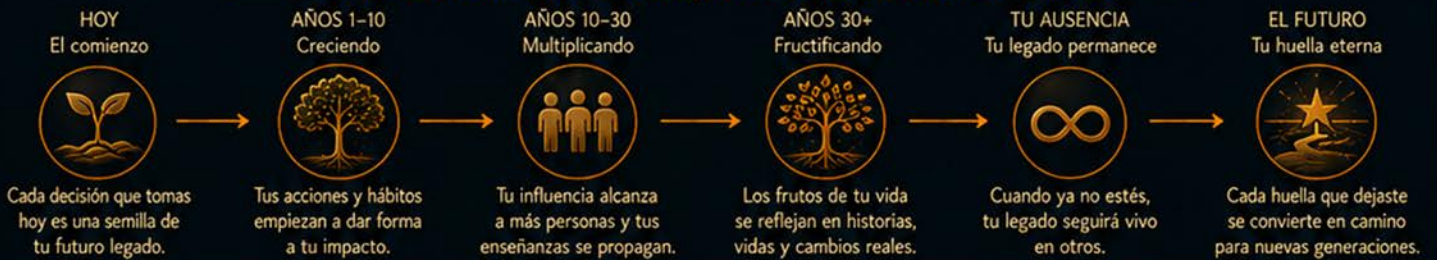 HOY
El comienzo
Cada decisión que tomas
hoy es una semilla de
tu futuro legado.
AÑOS 1–10
Creciendo
Tus acciones y hábitos
empiezan a dar forma
a tu impacto.
AÑOS 10–30
Multiplicando
Tu influencia alcanza
a más personas y tus
enseñanzas se propagan.
AÑOS 30+
Fructificando
Los frutos de tu vida
se reflejan en historias,
vidas y cambios reales.
TU AUSENCIA
Tu legado permanece
Cuando ya no estés,
tu legado seguirá vivo
en otros.
EL FUTURO
Tu huella eterna
Cada huella que dejaste
se convierte en camino
para nuevas generaciones.